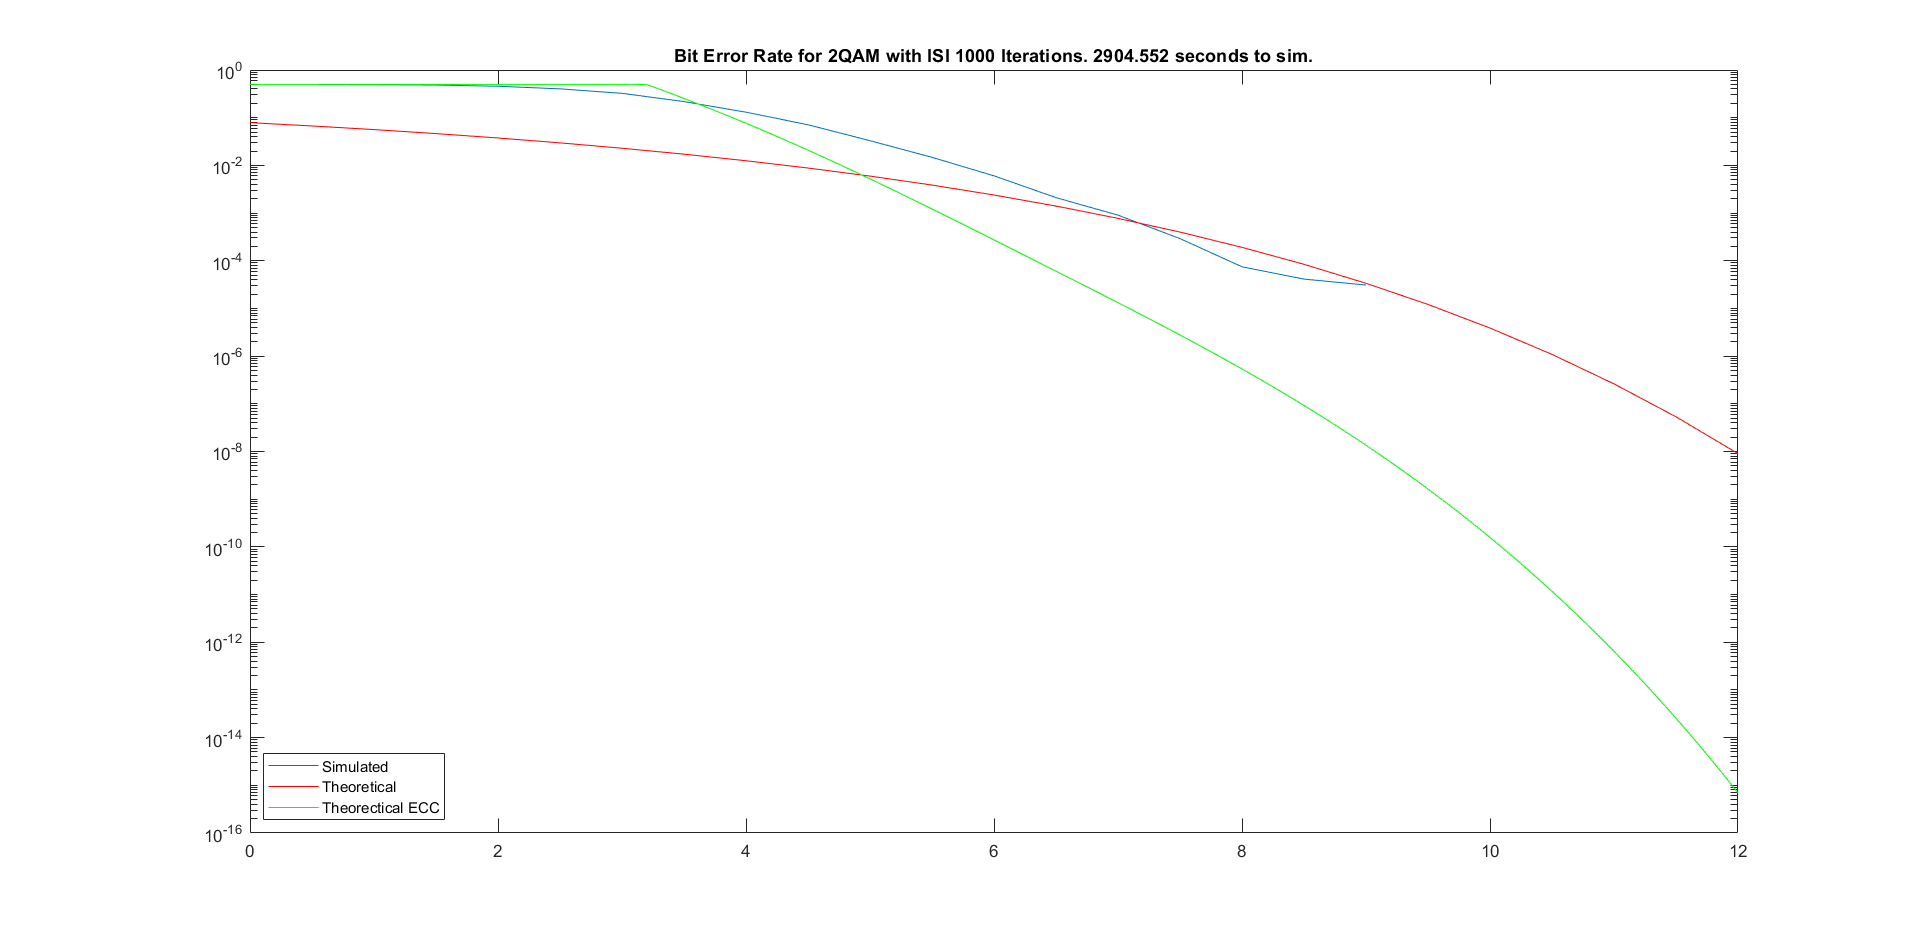 Bit Error Rate for 2QAM with ISI 1000 Iterations. 2904.552 seconds to sim.
10^0
10^-2
10^-4
10^-6
10^-8
10^-10
10^-12
10^-14
10^-16
Simulated
Theoretical
Theorectical ECC
0 2 4 6 8 10 12